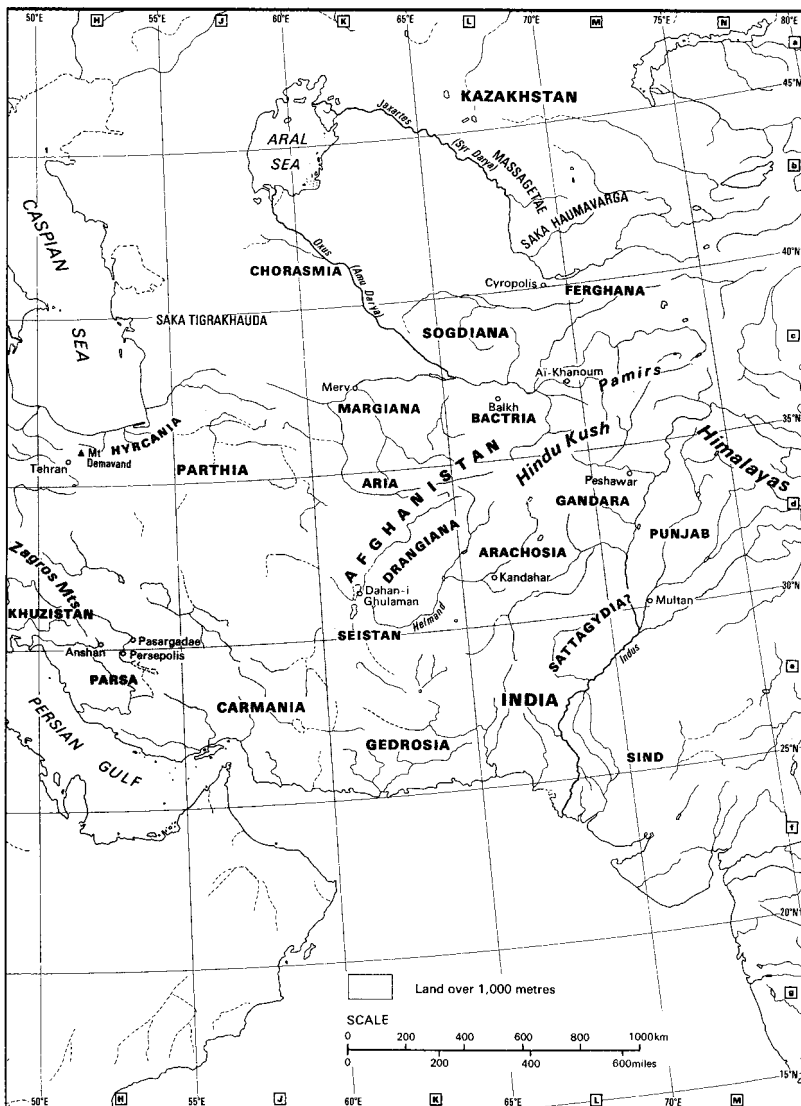 50°E H 55°E J 60°E K 65°E L 70°E M 75°E N 80°E
a
45°N
KAZAKHSTAN
Jaxartes
(Syr Darya)
ARAL
SEA
MASSAGETAE
b
SAKA HAUMAVARGA
CASPIAN
SEA
40°N
Oxus
(Amu Darya)
CHORASMIA
Cyropolis
FERGHANA
SAKA TIGRAKHAUDA
SOGDIANA
c
Aï-Khanoum
Pamirs
Merv
MARGIANA
Balkh
BACTRIA
35°N
HYRCANIA
Mt
Demavand
Tehran
PARTHIA
ARIA
AFGHANISTAN
Hindu Kush
Himalayas
Peshawar
GANDARA
d
PUNJAB
DRANGIANA
ARACHOSIA
Kandahar
Zagros Mts
Dahan-i
Ghulaman
Multan
30°N
KHUZISTAN
Helmand
SEISTAN
SATTAGYDIA?
Indus
Pasargadae
Anshan
Persepolis
PARSA
e
CARMANIA
INDIA
PERSIAN
GULF
GEDROSIA
SIND
25°N
f
20°N
Land over 1,000 metres
g
SCALE
0 200 400 600 800 1000km
0 200 400 600miles
15°N
50°E H 55°E J 60°E K 65°E L 70°E M